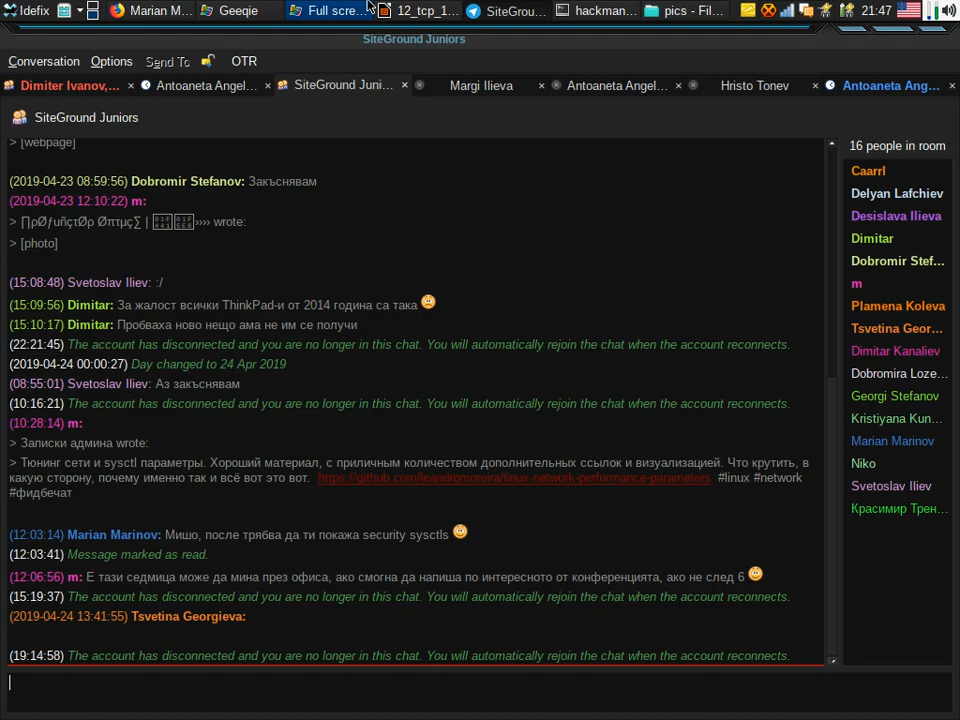 Idefix Marian M... Geeqie Full scre... 12_tcp_1... SiteGrou... hackman... pics - Fil... 21:47
SiteGround Juniors
Conversation Options Send To OTR
Dimiter Ivanov,... × Antoaneta Angel... × SiteGround Juni... × Margi Ilieva × Antoaneta Angel... × Hristo Tonev × Antoaneta Ang... ×
SiteGround Juniors
> [webpage]
(2019-04-23 08:59:56) Dobromir Stefanov: Закъснявам
(2019-04-23 12:10:22) m:
wrote:
> [photo]
(15:08:48) Svetoslav Iliev: :/
(15:09:56) Dimitar: За жалост всички ThinkPad-и от 2014 година са така
(15:10:17) Dimitar: Пробваха ново нещо ама не им се получи
(22:21:45) The account has disconnected and you are no longer in this chat. You will automatically rejoin the chat when the account reconnects.
(2019-04-24 00:00:27) Day changed to 24 Apr 2019
(08:55:01) Svetoslav Iliev: Аз закъснявам
(10:16:21) The account has disconnected and you are no longer in this chat. You will automatically rejoin the chat when the account reconnects.
(10:28:14) m:
> Записки админа wrote:
> Тюнинг сети и sysctl параметры. Хороший материал, с приличным количеством дополнительных ссылок и визуализацией. Что крутить, в
какую сторону, почему именно так и всё вот это вот. https://github.com/leandromoreira/linux-network-performance-parameters #linux #network
#фидбечат
(12:03:14) Marian Marinov: Мишо, после трябва да ти покажа security sysctls
(12:03:41) Message marked as read.
(12:06:56) m: Е тази седмица може да мина през офиса, ако смогна да напиша по интересното от конференцията, ако не след 6
(15:19:37) The account has disconnected and you are no longer in this chat. You will automatically rejoin the chat when the account reconnects.
(2019-04-24 13:41:55) Tsvetina Georgieva:
(19:14:58) The account has disconnected and you are no longer in this chat. You will automatically rejoin the chat when the account reconnects.
16 people in room
Caarrl
Delyan Lafchiev
Desislava Ilieva
Dimitar
Dobromir Stef...
m
Plamena Koleva
Tsvetina Geor...
Dimitar Kanaliev
Dobromira Loze...
Georgi Stefanov
Kristiyana Kun...
Marian Marinov
Niko
Svetoslav Iliev
Красимир Трен...